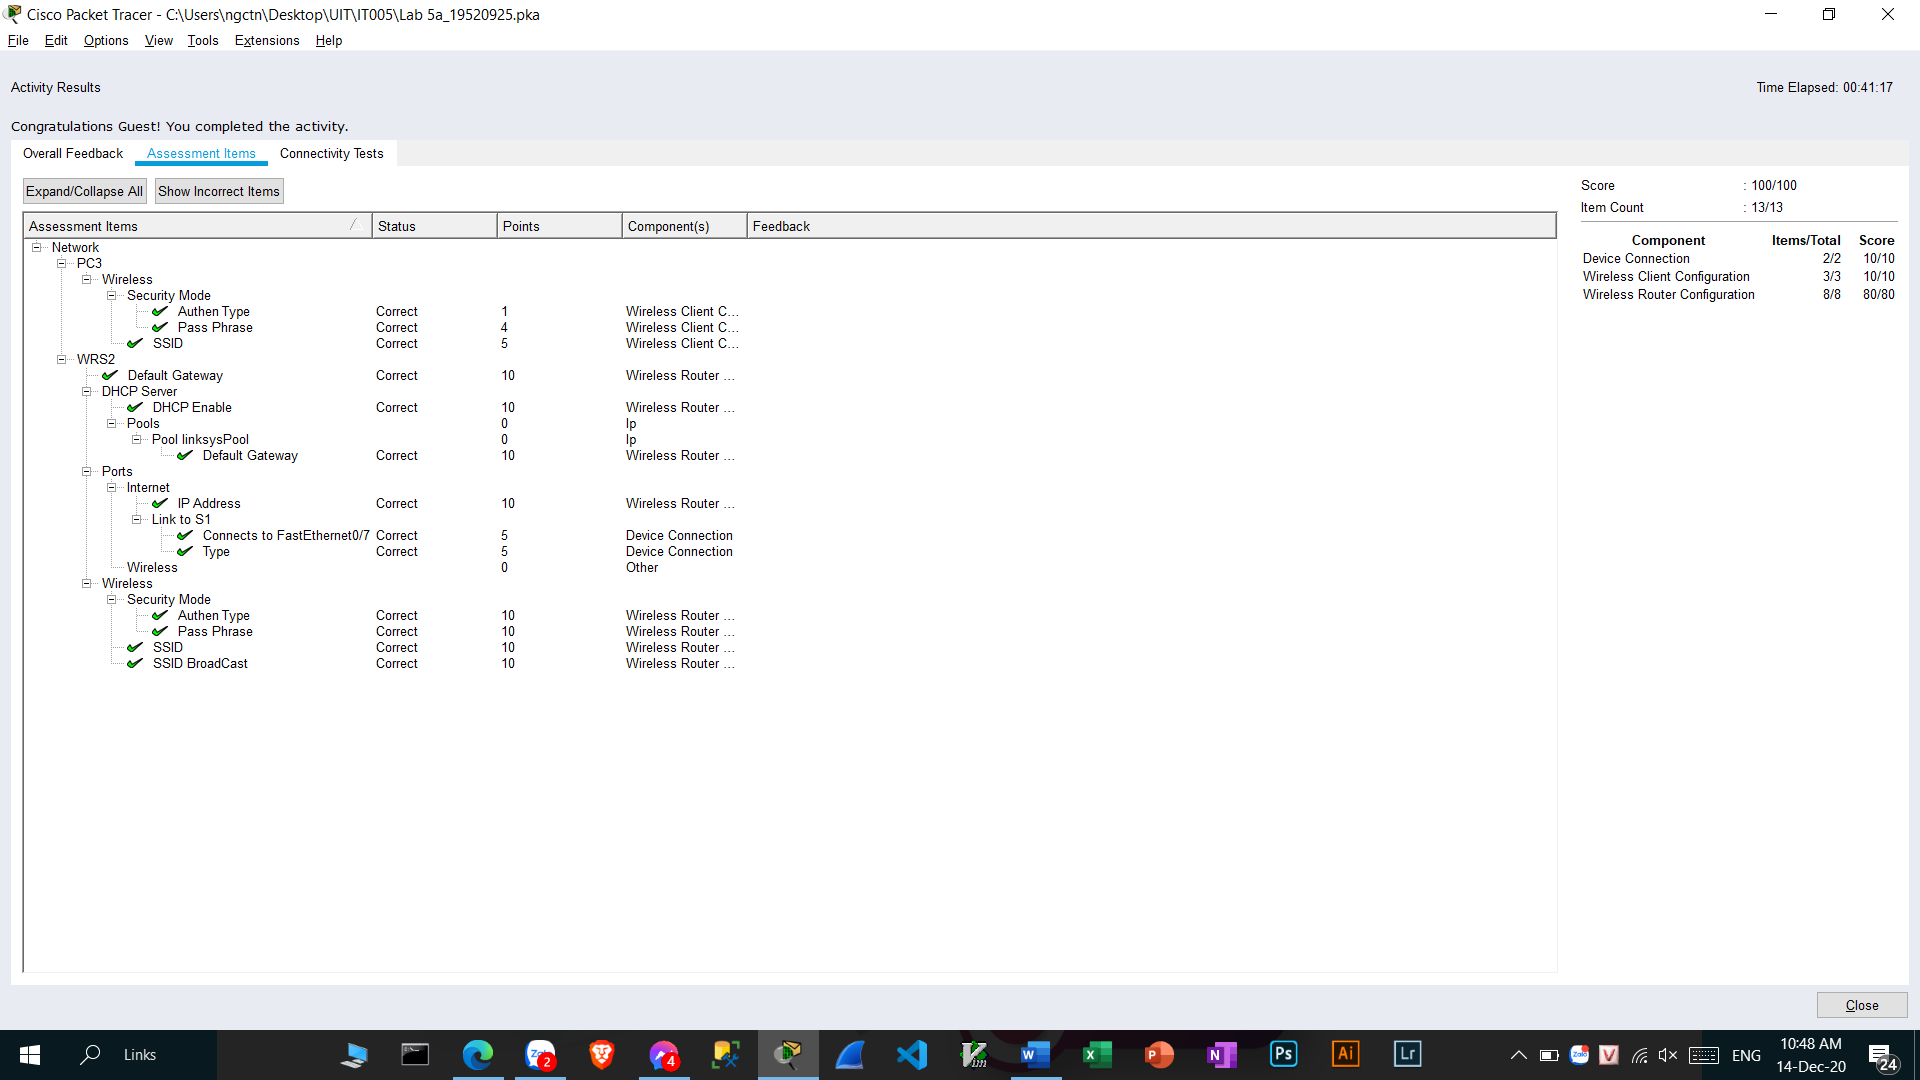 Cisco Packet Tracer - C:\Users\ngctn\Desktop\UIT\IT005\Lab 5a_19520925.pka
File Edit Options View Tools Extensions Help
Activity Results
Time Elapsed: 00:41:17
Congratulations Guest! You completed the activity.
Overall Feedback Assessment Items Connectivity Tests
Expand/Collapse All Show Incorrect Items
Assessment Items Status Points Component(s) Feedback
Network
PC3
Wireless
Security Mode
Authen Type Correct 1 Wireless Client C...
Pass Phrase Correct 4 Wireless Client C...
SSID Correct 5 Wireless Client C...
WRS2
Default Gateway Correct 10 Wireless Router ...
DHCP Server
DHCP Enable Correct 10 Wireless Router ...
Pools 0 Ip
Pool linksysPool 0 Ip
Default Gateway Correct 10 Wireless Router ...
Ports
Internet
IP Address Correct 10 Wireless Router ...
Link to S1
Connects to FastEthernet0/7 Correct 5 Device Connection
Type Correct 5 Device Connection
Wireless 0 Other
Wireless
Security Mode
Authen Type Correct 10 Wireless Router ...
Pass Phrase Correct 10 Wireless Router ...
SSID Correct 10 Wireless Router ...
SSID BroadCast Correct 10 Wireless Router ...
Score : 100/100
Item Count : 13/13
Component Items/Total Score
Device Connection 2/2 10/10
Wireless Client Configuration 3/3 10/10
Wireless Router Configuration 8/8 80/80
Close
Links
2
4
Ps
Ai
Lr
ENG
10:48 AM
14-Dec-20
24